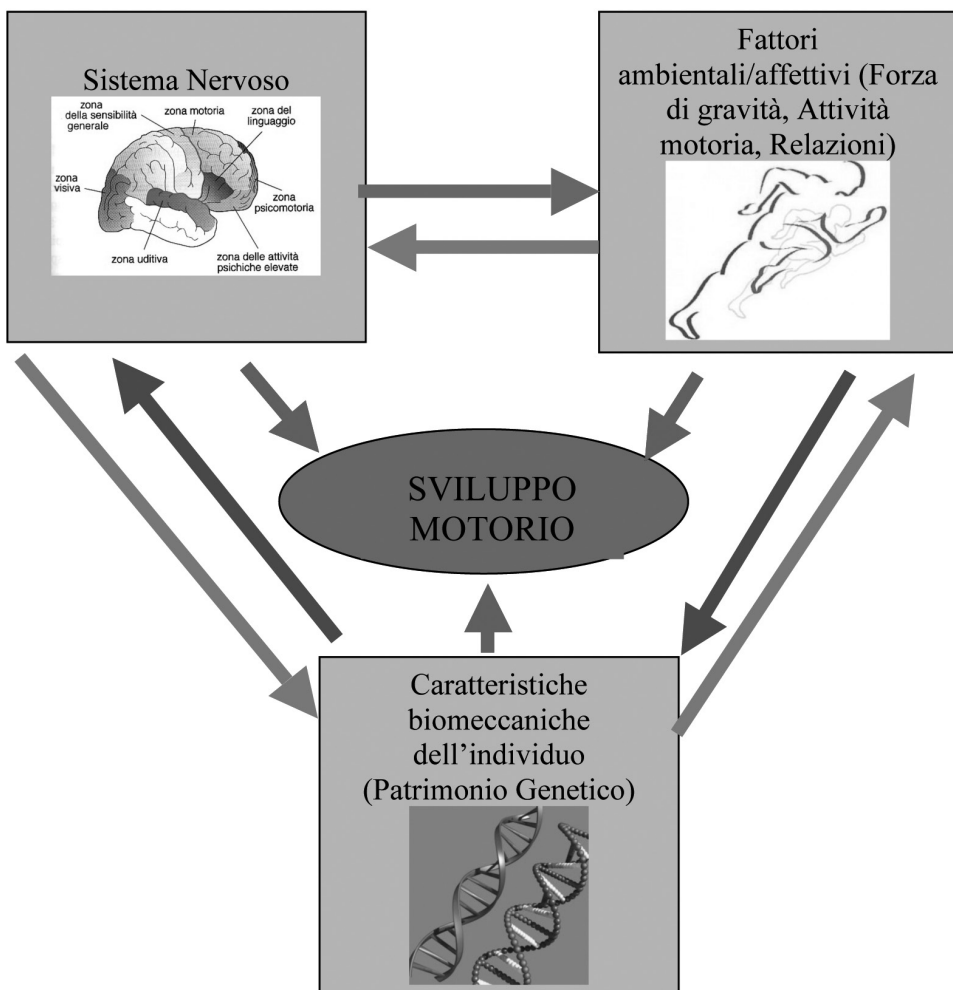 Sistema Nervoso
zona
della sensibilità
generale
zona motoria
zona del
linguaggio
zona
visiva
zona
psicomotoria
zona uditiva
zona delle attività
psichiche elevate
Fattori
ambientali/affettivi (Forza
di gravità, Attività
motoria, Relazioni)
SVILUPPO
MOTORIO
Caratteristiche
biomeccaniche
dell’individuo
(Patrimonio Genetico)